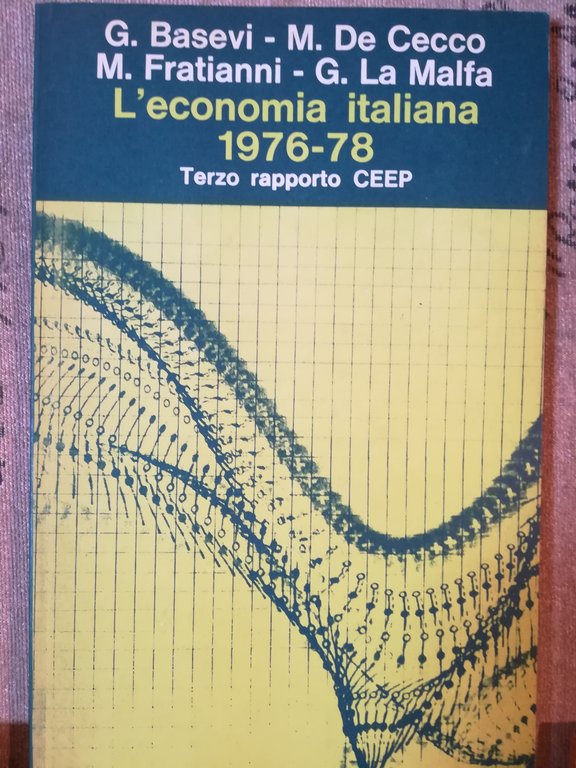 G. Basevi - M. De Cecco
M. Fratianni - G. La Malfa
L'economia italiana
1976-78
Terzo rapporto CEEP